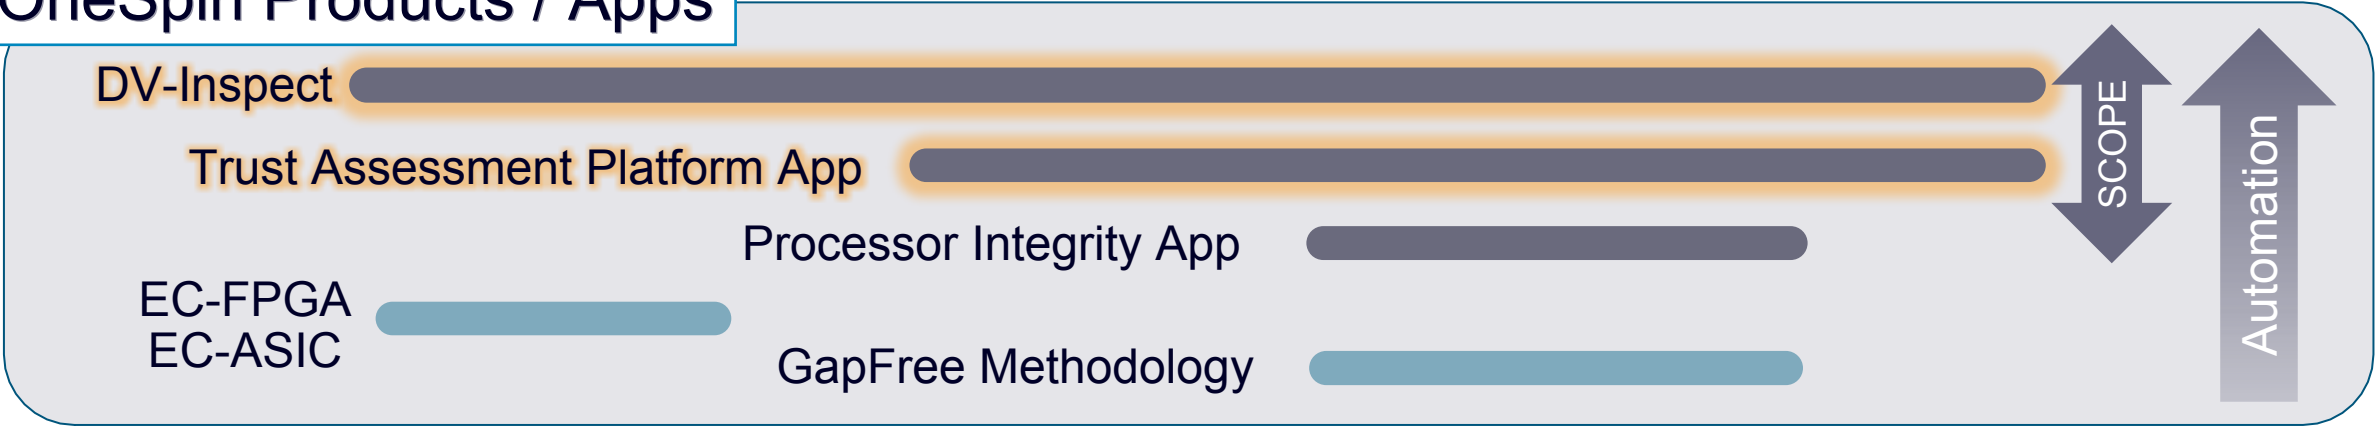 OneSpin Products / Apps
DV-Inspect
Trust Assessment Platform App
Processor Integrity App
EC-FPGA
EC-ASIC
GapFree Methodology
SCOPE
Automation